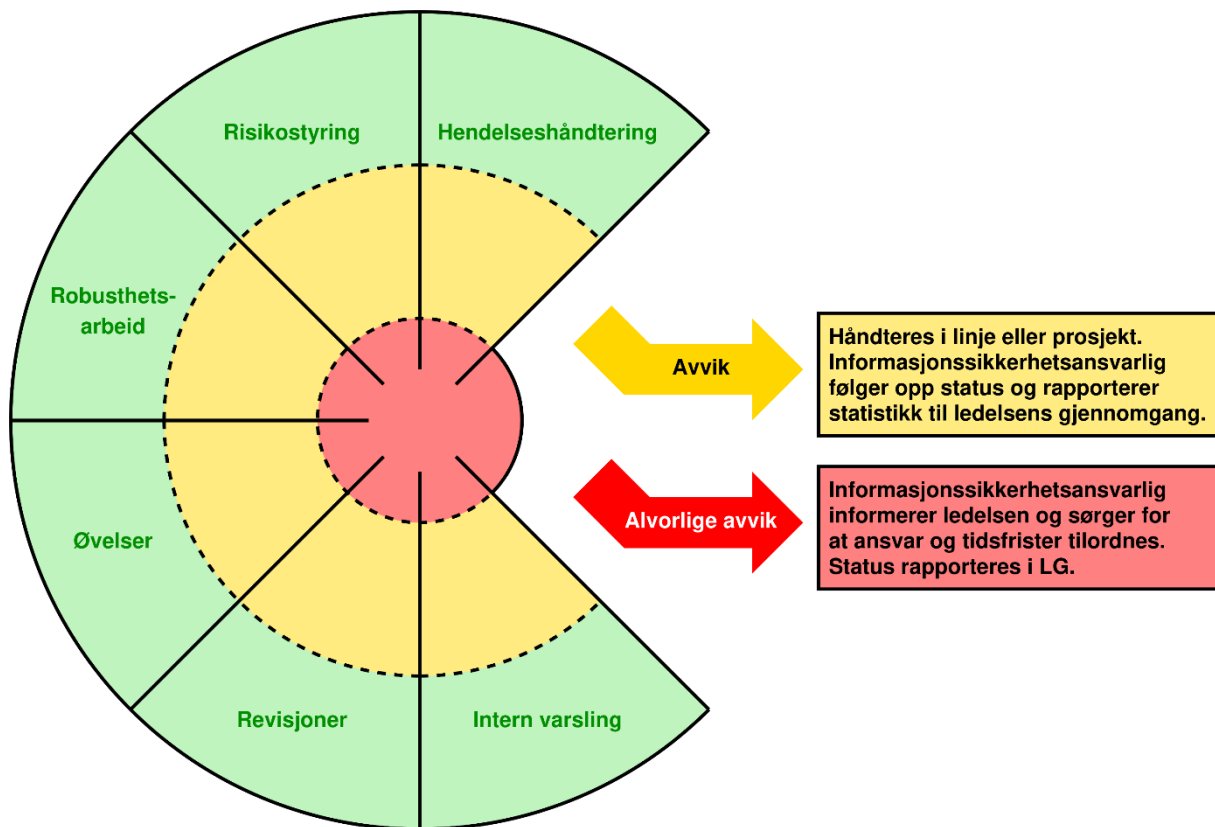 Risikostyring
Hendelseshåndtering
Robusthets-
arbeid
Øvelser
Revisjoner
Intern varsling
Avvik
Håndteres i linje eller prosjekt.
Informasjonssikkerhetsansvarlig
følger opp status og rapporterer
statistikk til ledelsens gjennomgang.
Alvorlige avvik
Informasjonssikkerhetsansvarlig
informerer ledelsen og sørger for
at ansvar og tidsfrister tilordnes.
Status rapporteres i LG.